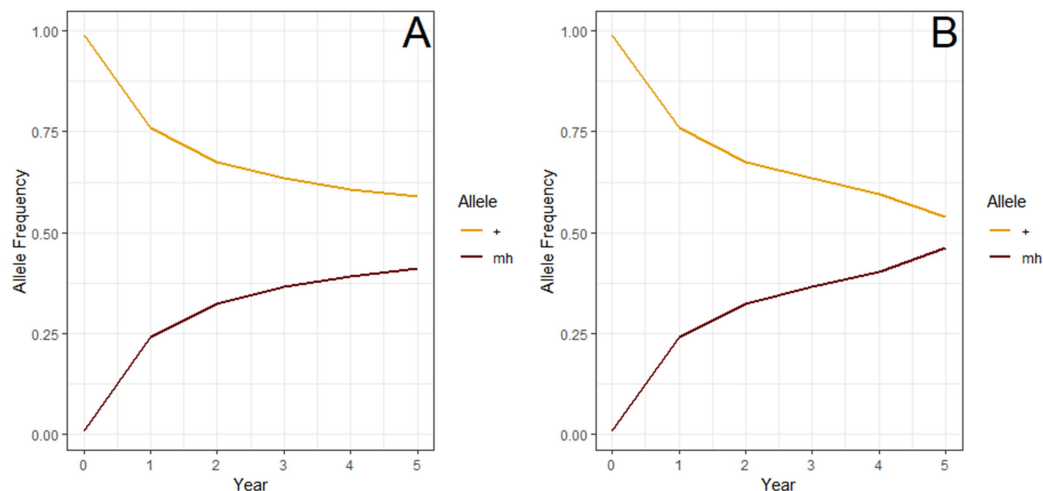 A
1.00
0.75
0.50
0.25
0.00
Allele Frequency
0 1 2 3 4 5
Year
Allele
+
mh
B
1.00
0.75
0.50
0.25
0.00
Allele Frequency
0 1 2 3 4 5
Year
Allele
+
mh